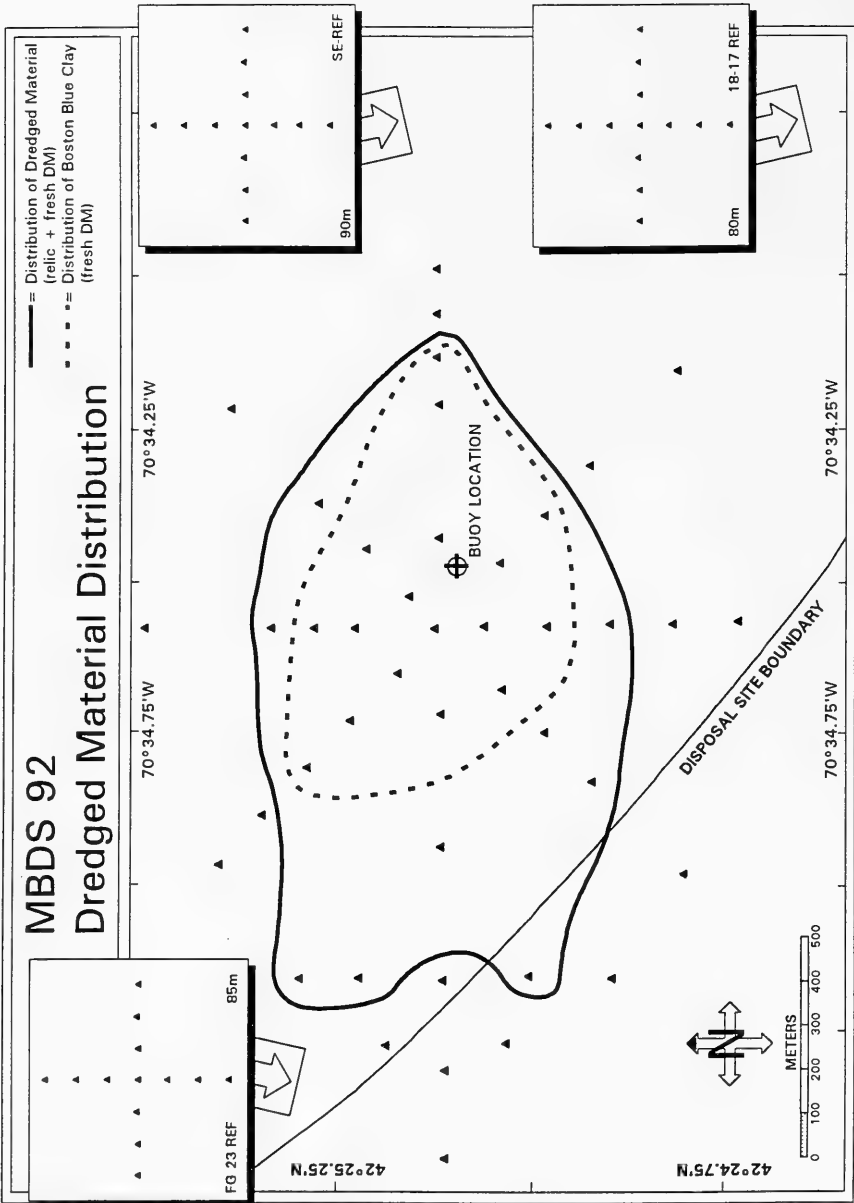 MBDS 92
Dredged Material Distribution
= Distribution of Dredged Material
(relic + fresh DM)
= Distribution of Boston Blue Clay
(fresh DM)
FG 23 REF
85m
90m
SE-REF
80m
18-17 REF
70°34.75'W
70°34.25'W
42°25.25'N
42°24.75'N
BUOY LOCATION
DISPOSAL SITE BOUNDARY
N
METERS
0 100 200 300 400 500
70°34.75'W
70°34.25'W